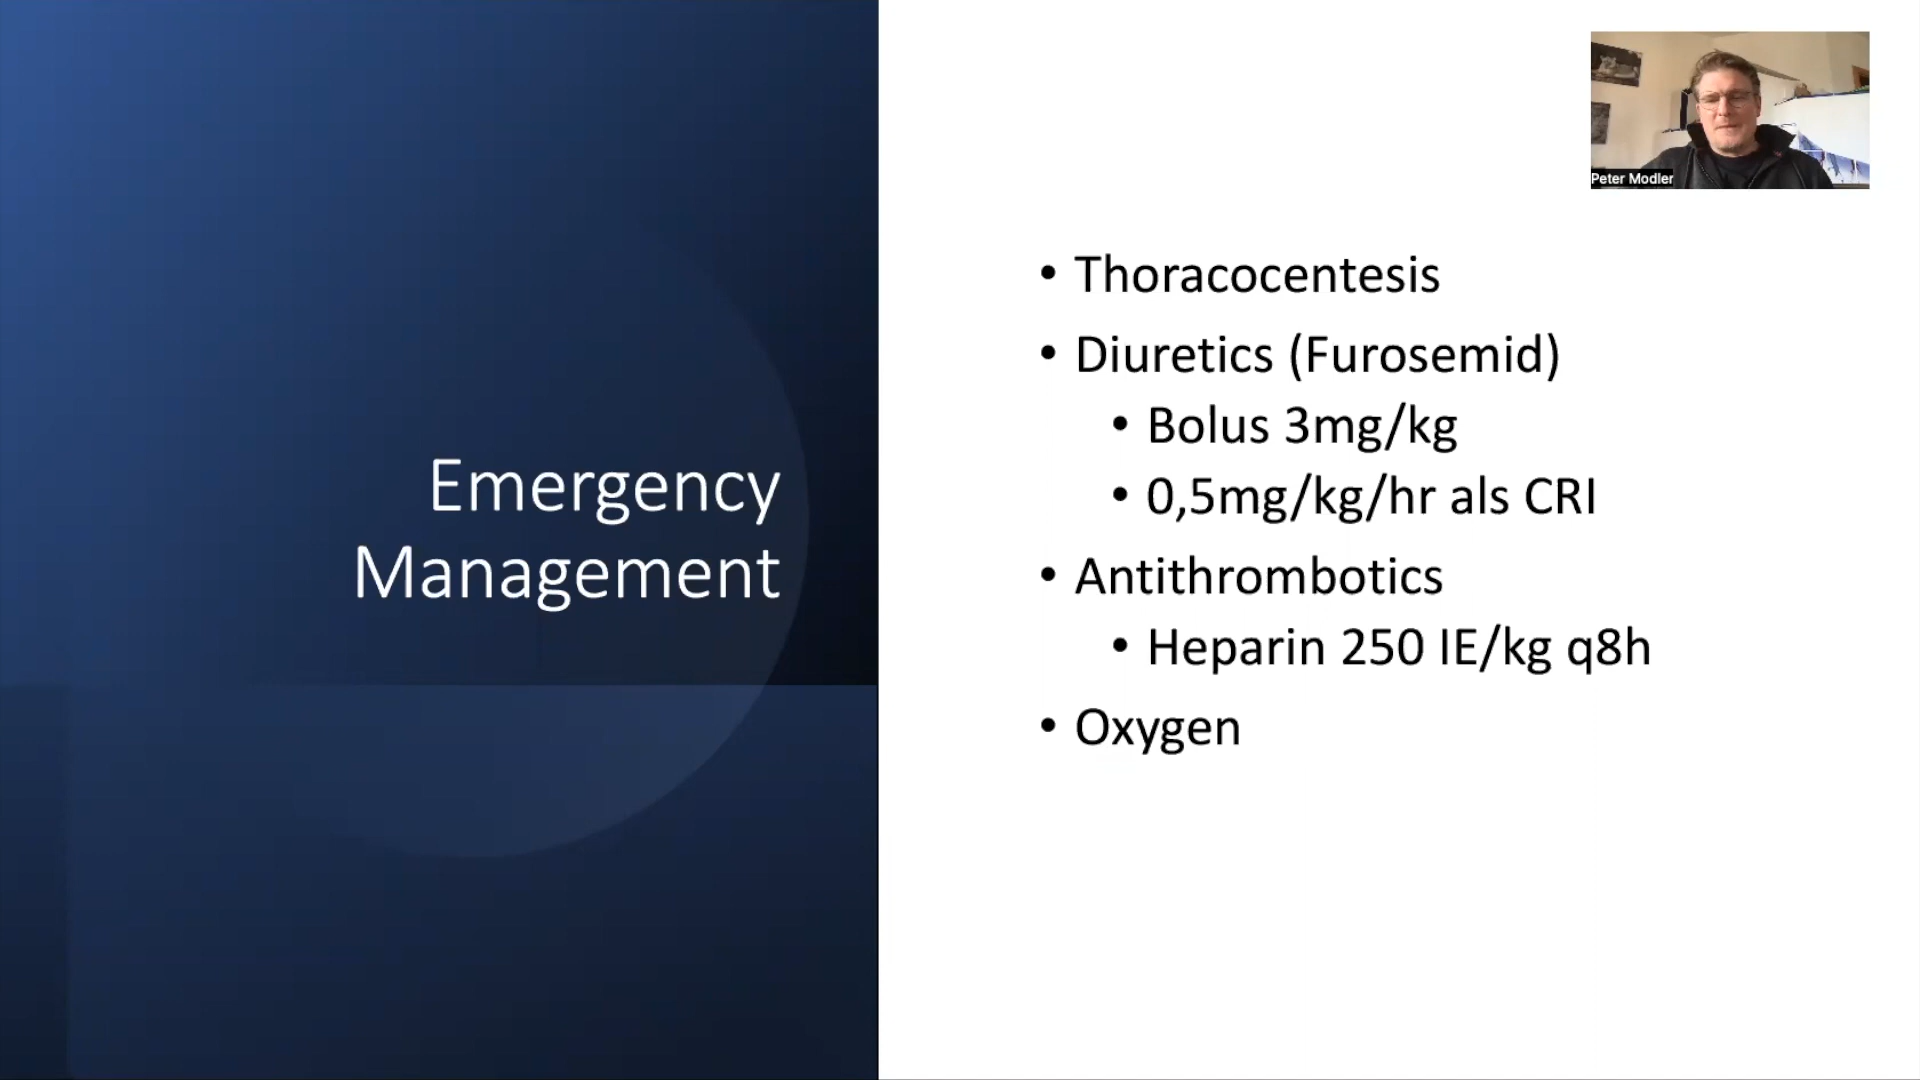 Emergency
Management
Peter Modler
• Thoracocentesis
• Diuretics (Furosemid)
• Bolus 3mg/kg
• 0,5mg/kg/hr als CRI
• Antithrombotics
• Heparin 250 IE/kg q8h
• Oxygen